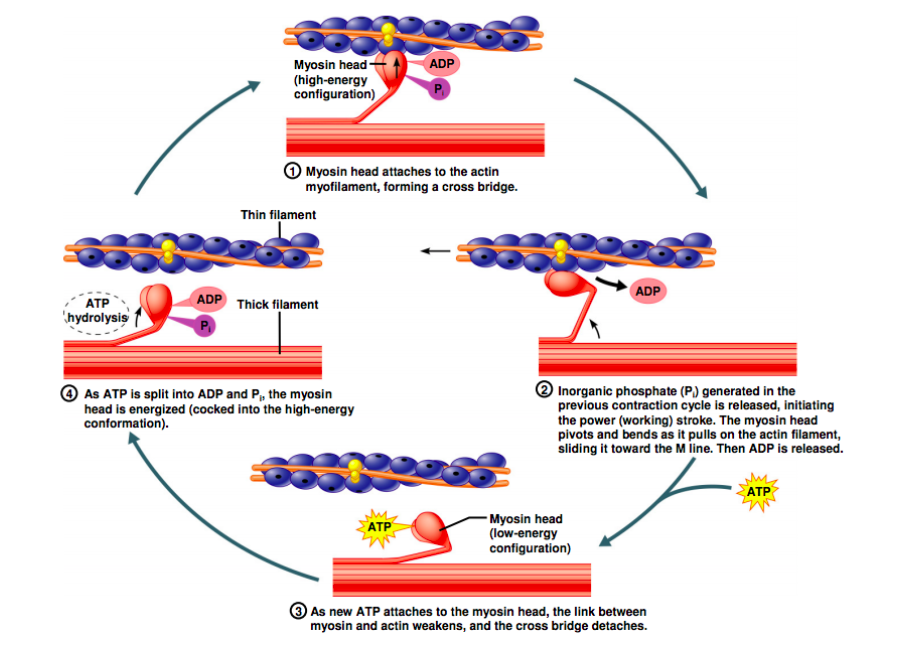 Myosin head
(high-energy
configuration)
ADP
Pi
1 Myosin head attaches to the actin
myofilament, forming a cross bridge.
Thin filament
ATP
hydrolysis
ADP
Pi
Thick filament
4 As ATP is split into ADP and Pi, the myosin
head is energized (cocked into the high-energy
conformation).
ADP
2 Inorganic phosphate (Pi) generated in the
previous contraction cycle is released, initiating
the power (working) stroke. The myosin head
pivots and bends as it pulls on the actin filament,
sliding it toward the M line. Then ADP is released.
ATP
ATP
Myosin head
(low-energy
configuration)
3 As new ATP attaches to the myosin head, the link between
myosin and actin weakens, and the cross bridge detaches.